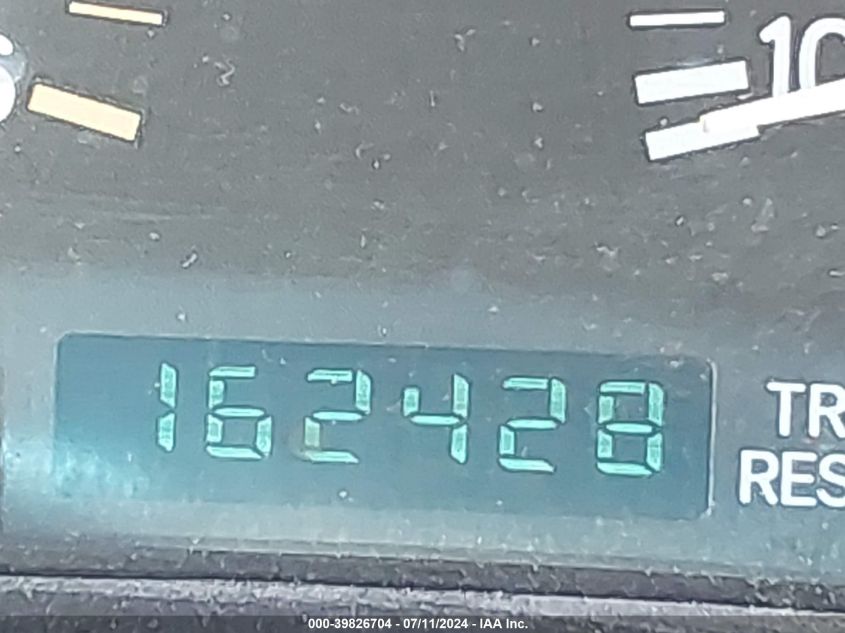 10
162428
TR
RES
000-39826704 - 07/11/2024 - IAA Inc.